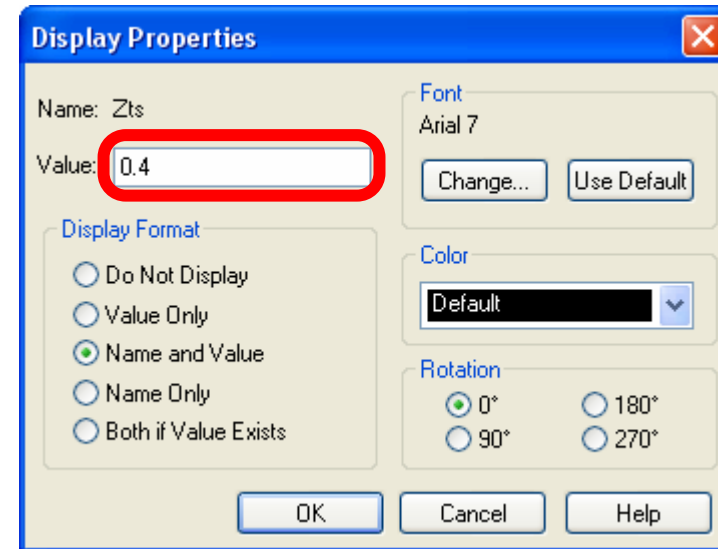 Display Properties
Name: Zts
Value: 0.4
Display Format
Do Not Display
Value Only
Name and Value
Name Only
Both if Value Exists
Font
Arial 7
Change... Use Default
Color
Default
Rotation
0° 180°
90° 270°
OK Cancel Help